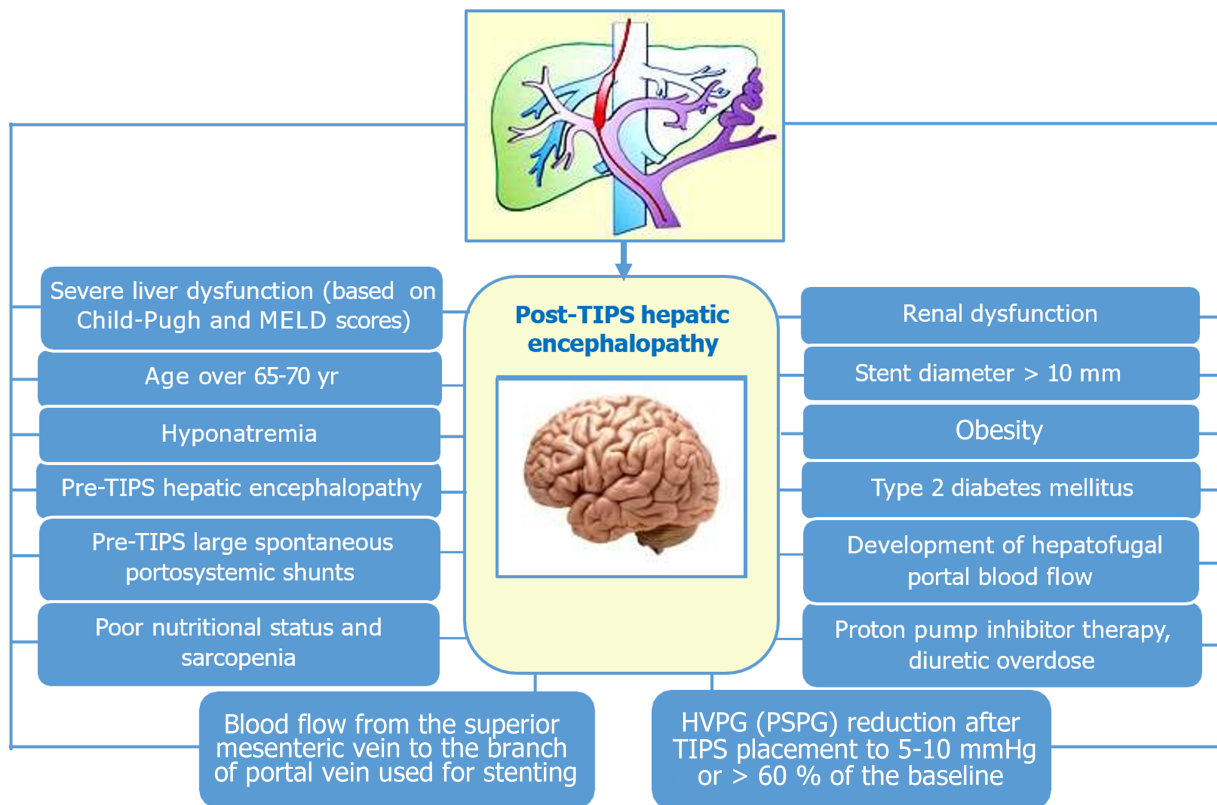 Post-TIPS hepatic
encephalopathy
Severe liver dysfunction (based on
Child-Pugh and MELD scores)
Age over 65-70 yr
Hyponatremia
Pre-TIPS hepatic encephalopathy
Pre-TIPS large spontaneous
portosystemic shunts
Poor nutritional status and
sarcopenia
Renal dysfunction
Stent diameter > 10 mm
Obesity
Type 2 diabetes mellitus
Development of hepatofugal
portal blood flow
Proton pump inhibitor therapy,
diuretic overdose
Blood flow from the superior
mesenteric vein to the branch
of portal vein used for stenting
HVPG (PSPG) reduction after
TIPS placement to 5-10 mmHg
or > 60 % of the baseline